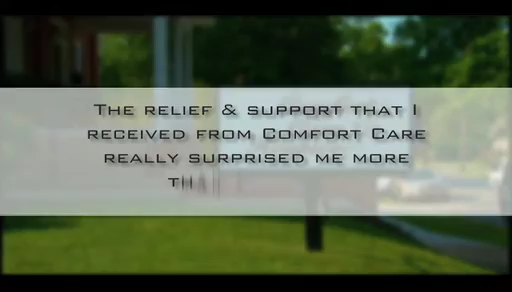 The relief & support that I
received from Comfort Care
really surprised me more